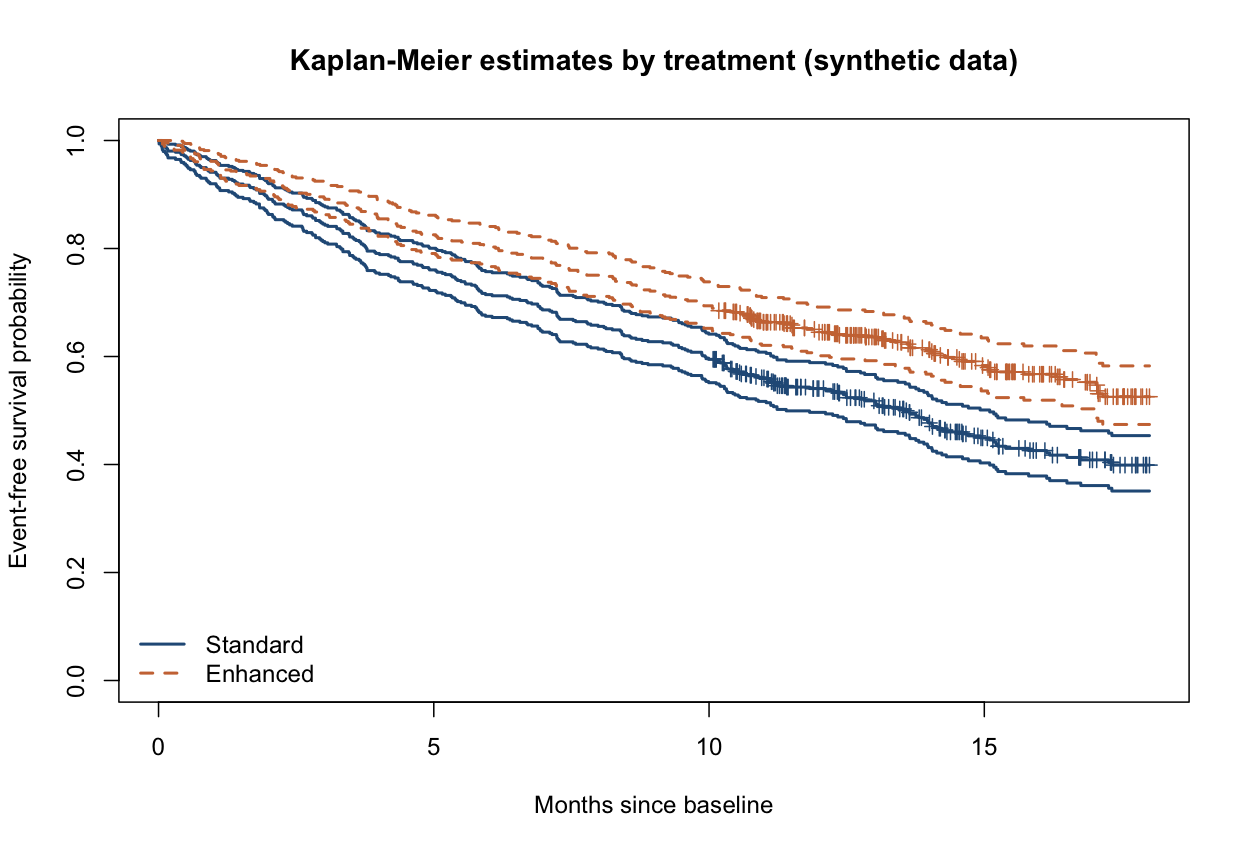 Kaplan-Meier estimates by treatment (synthetic data)
Event-free survival probability
1.0
0.8
0.6
0.4
0.2
0.0
Standard
Enhanced
0 5 10 15
Months since baseline